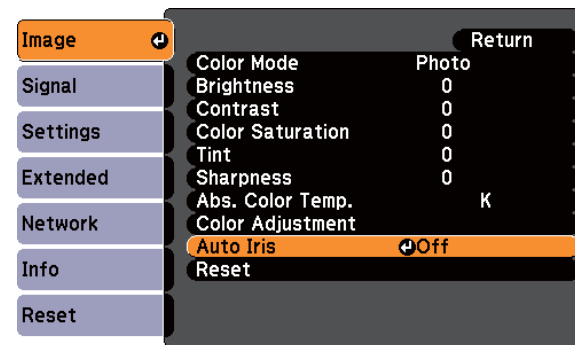 Image
Signal
Settings
Extended
Network
Info
Reset
Return
Color Mode Photo
Brightness 0
Contrast 0
Color Saturation 0
Tint 0
Sharpness 0
Abs. Color Temp. K
Color Adjustment
Auto Iris Off
Reset